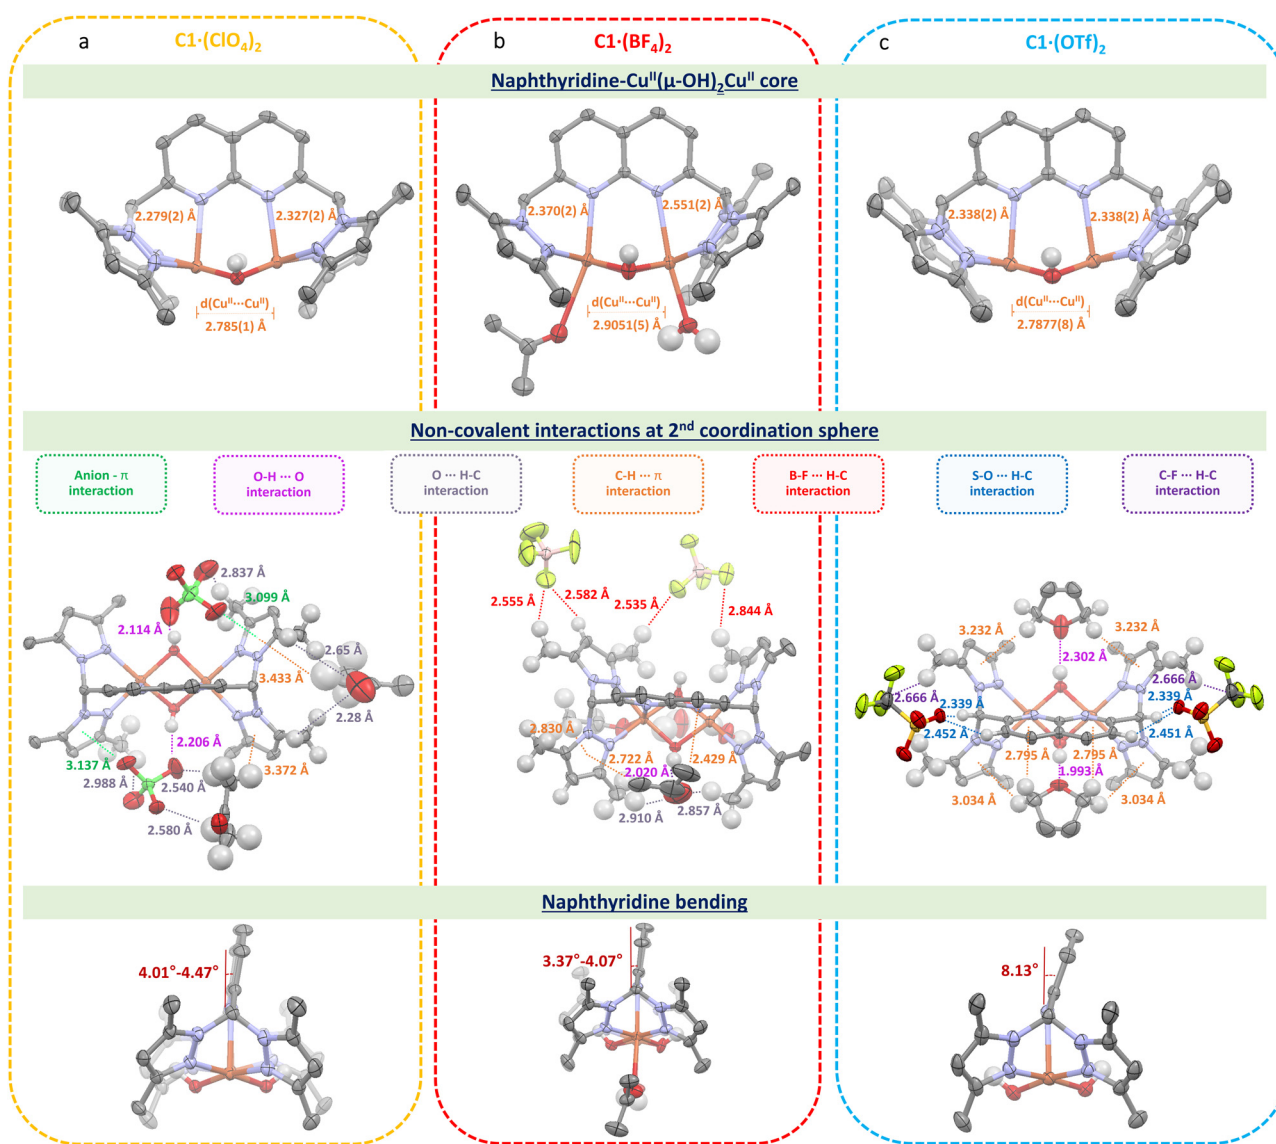 a
C1·(ClO₄)₂
b
C1·(BF₄)₂
c
C1·(OTf)₂
Naphthyridine-Cuᴵᴵ(μ-OH)₂Cuᴵᴵ core
2.279(2) Å
2.327(2) Å
d(Cuᴵᴵ···Cuᴵᴵ)
2.785(1) Å
2.370(2) Å
2.551(2) Å
d(Cuᴵᴵ···Cuᴵᴵ)
2.9051(5) Å
2.338(2) Å
2.338(2) Å
d(Cuᴵᴵ···Cuᴵᴵ)
2.7877(8) Å
Non-covalent interactions at 2ⁿᵈ coordination sphere
Anion - π
interaction
O-H ··· O
interaction
O ··· H-C
interaction
C-H ··· π
interaction
B-F ··· H-C
interaction
S-O ··· H-C
interaction
C-F ··· H-C
interaction
2.837 Å
3.099 Å
2.114 Å
2.65 Å
3.433 Å
2.28 Å
2.206 Å
3.137 Å
2.988 Å
2.540 Å
3.372 Å
2.580 Å
2.555 Å
2.582 Å
2.535 Å
2.844 Å
2.830 Å
2.722 Å
2.429 Å
2.020 Å
2.910 Å
2.857 Å
3.232 Å
3.232 Å
2.302 Å
2.666 Å
2.666 Å
2.339 Å
2.339 Å
2.452 Å
2.451 Å
2.795 Å
2.795 Å
1.993 Å
3.034 Å
3.034 Å
Naphthyridine bending
4.01°-4.47°
3.37°-4.07°
8.13°